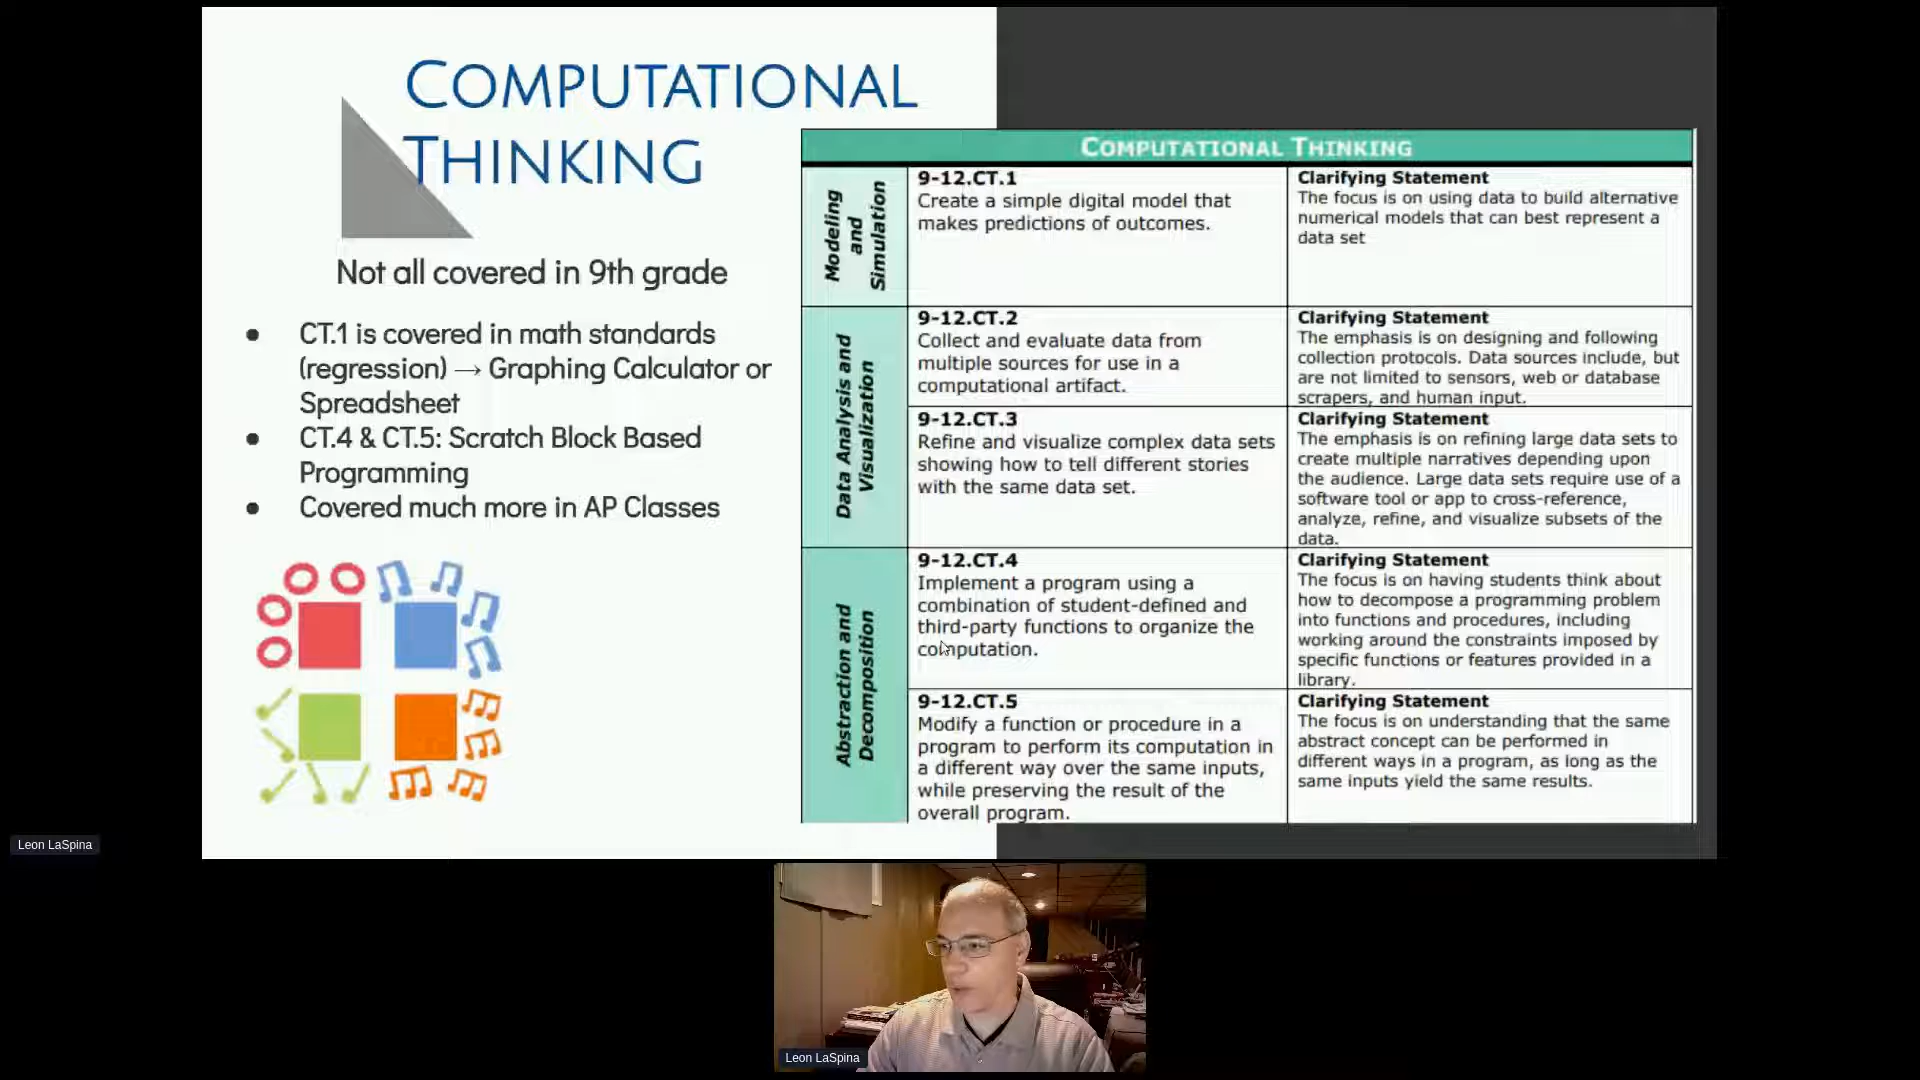 COMPUTATIONAL
THINKING
Not all covered in 9th grade
● CT.1 is covered in math standards
(regression) → Graphing Calculator or
Spreadsheet
● CT.4 & CT.5: Scratch Block Based
Programming
● Covered much more in AP Classes
COMPUTATIONAL THINKING
Modeling
and
Simulation
9-12.CT.1
Create a simple digital model that
makes predictions of outcomes.
Clarifying Statement
The focus is on using data to build alternative
numerical models that can best represent a
data set
Data Analysis and
Visualization
9-12.CT.2
Collect and evaluate data from
multiple sources for use in a
computational artifact.
Clarifying Statement
The emphasis is on designing and following
collection protocols. Data sources include, but
are not limited to sensors, web or database
scrapers, and human input.
9-12.CT.3
Refine and visualize complex data sets
showing how to tell different stories
with the same data set.
Clarifying Statement
The emphasis is on refining large data sets to
create multiple narratives depending upon
the audience. Large data sets require use of a
software tool or app to cross-reference,
analyze, refine, and visualize subsets of the
data.
Abstraction and
Decomposition
9-12.CT.4
Implement a program using a
combination of student-defined and
third-party functions to organize the
computation.
Clarifying Statement
The focus is on having students think about
how to decompose a programming problem
into functions and procedures, including
working around the constraints imposed by
specific functions or features provided in a
library.
9-12.CT.5
Modify a function or procedure in a
program to perform its computation in
a different way over the same inputs,
while preserving the result of the
overall program.
Clarifying Statement
The focus is on understanding that the same
abstract concept can be performed in
different ways in a program, as long as the
same inputs yield the same results.
Leon LaSpina
Leon LaSpina